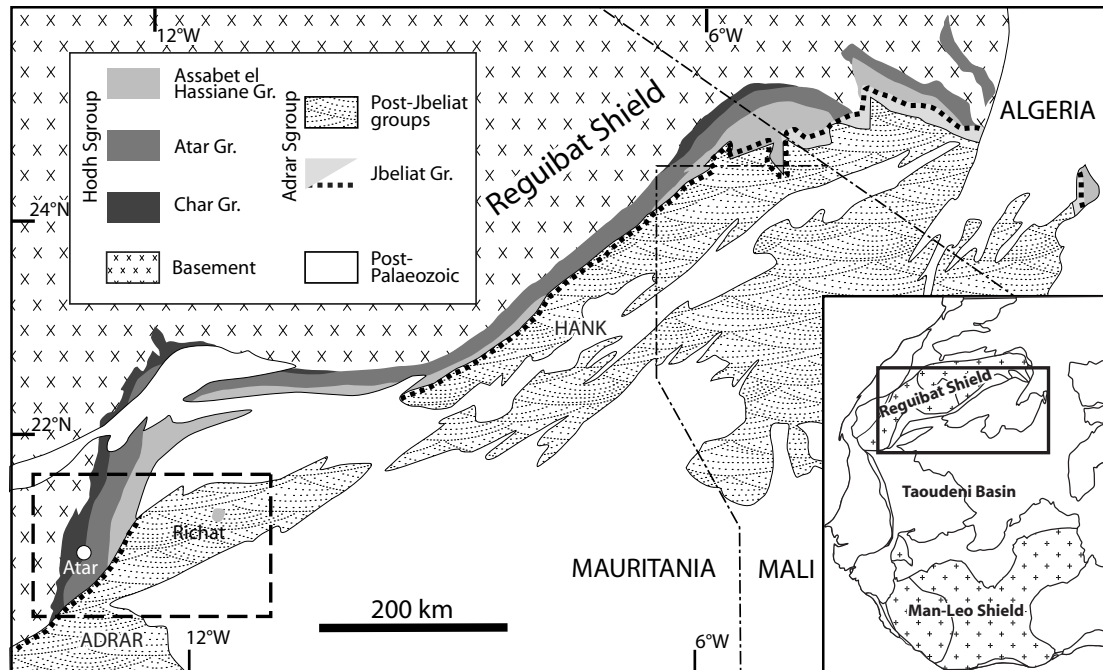 12°W
6°W
Hodh Sgroup
Assabet el
Hassiane Gr.
Atar Gr.
Char Gr.
Basement
Adrar Sgroup
Post-Jbeliat
groups
Jbeliat Gr.
Post-
Palaeozoic
Reguibat Shield
ALGERIA
24°N
HANK
22°N
Richat
Atar
ADRAR
12°W
200 km
MAURITANIA
MALI
6°W
Reguibat Shield
Taoudeni Basin
Man-Leo Shield